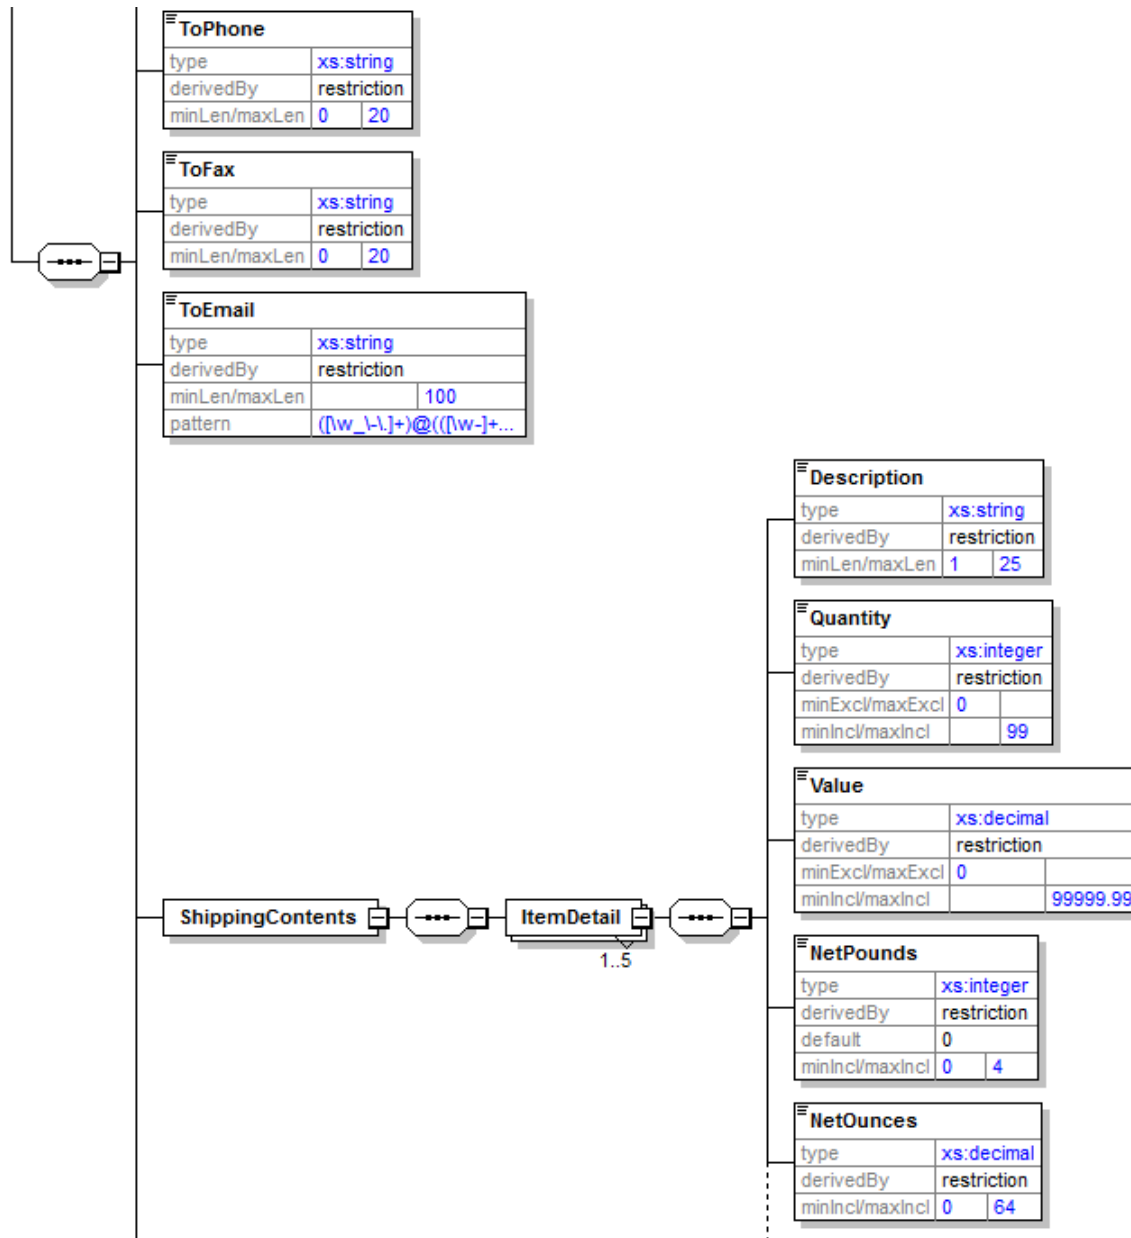 ToPhone
type xs:string
derivedBy restriction
minLen/maxLen 0 20
ToFax
type xs:string
derivedBy restriction
minLen/maxLen 0 20
ToEmail
type xs:string
derivedBy restriction
minLen/maxLen 100
pattern ([\w_\-\.]+)@(([\w-]+...
Description
type xs:string
derivedBy restriction
minLen/maxLen 1 25
Quantity
type xs:integer
derivedBy restriction
minExcl/maxExcl 0
minIncl/maxIncl 99
Value
type xs:decimal
derivedBy restriction
minExcl/maxExcl 0
minIncl/maxIncl 99999.99
ShippingContents ItemDetail
1..5
NetPounds
type xs:integer
derivedBy restriction
default 0
minIncl/maxIncl 0 4
NetOunces
type xs:decimal
derivedBy restriction
minIncl/maxIncl 0 64